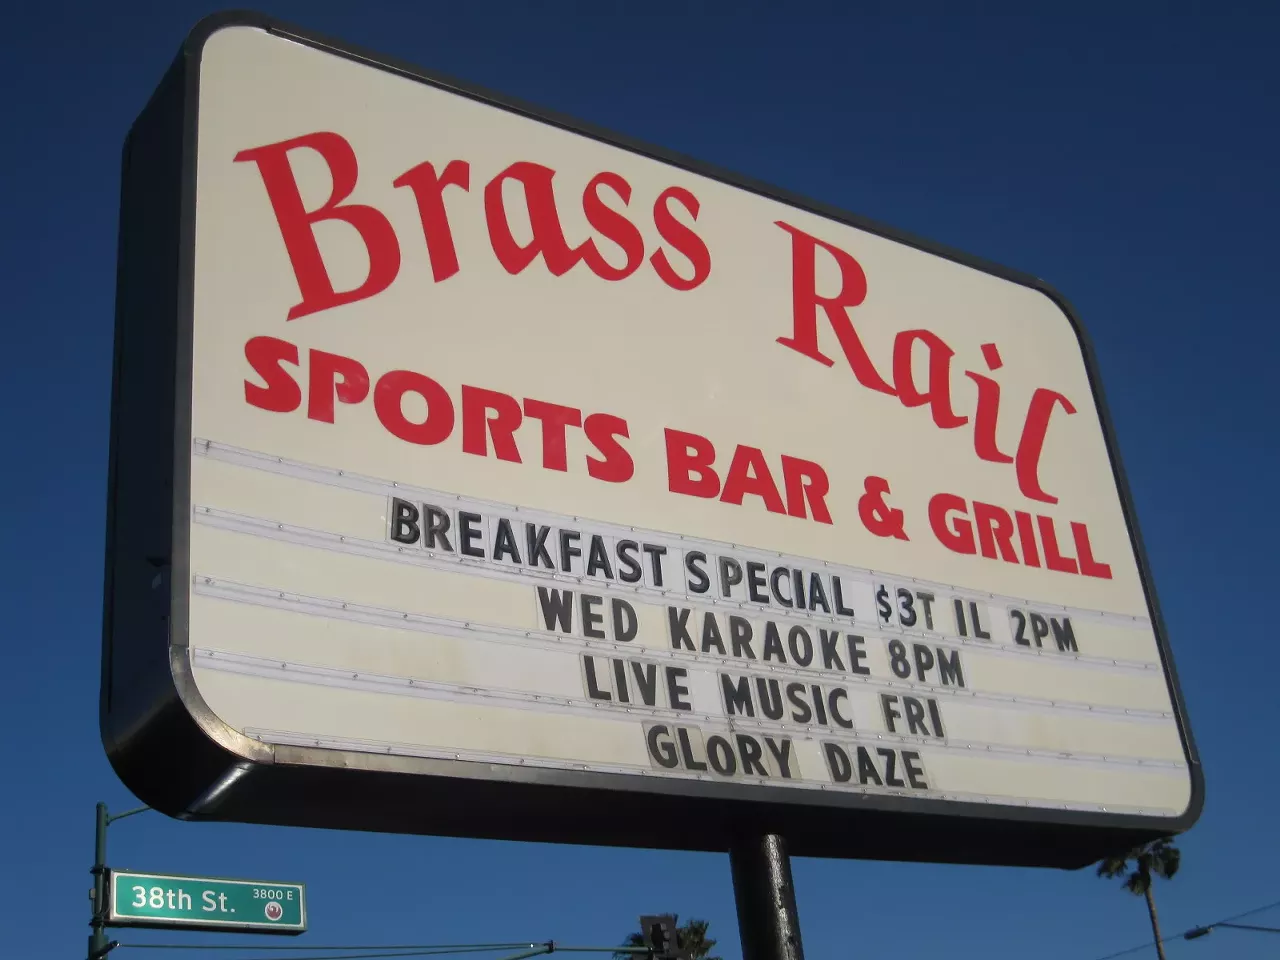 Brass Rail
SPORTS BAR & GRILL
BREAKFAST SPECIAL $3T IL 2PM
WED KARAOKE 8PM
LIVE MUSIC FRI
GLORY DAZE
38th St. 3800 E